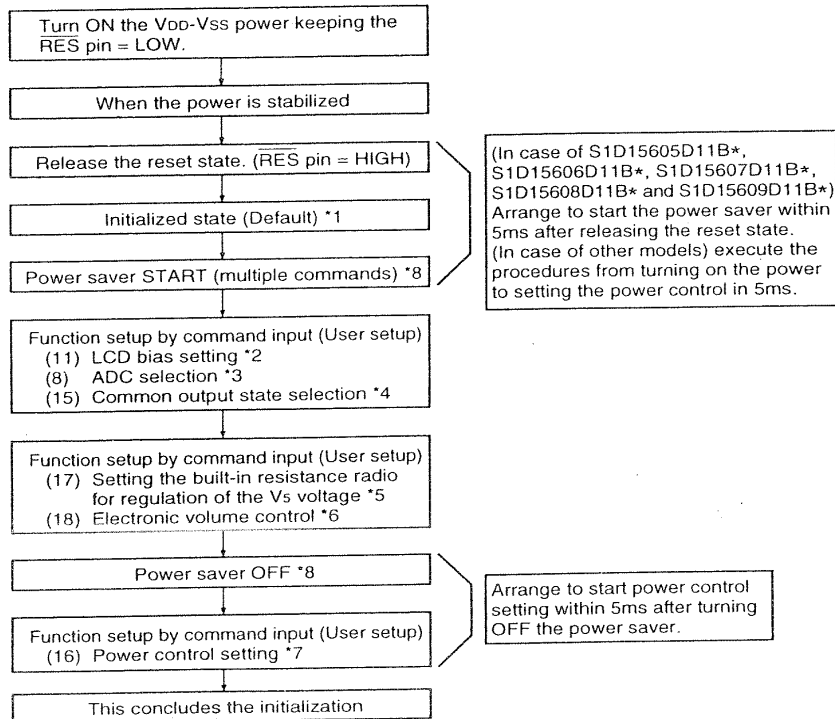 Turn ON the VDD-VSS power keeping the
RES pin = LOW.
When the power is stabilized
Release the reset state. (RES pin = HIGH)
Initialized state (Default) *1
Power saver START (multiple commands) *8
(In case of S1D15605D11B*,
S1D15606D11B*, S1D15607D11B*,
S1D15608D11B* and S1D15609D11B*)
Arrange to start the power saver within
5ms after releasing the reset state.
(In case of other models) execute the
procedures from turning on the power
to setting the power control in 5ms.
Function setup by command input (User setup)
(11) LCD bias setting *2
(8) ADC selection *3
(15) Common output state selection *4
Function setup by command input (User setup)
(17) Setting the built-in resistance radio
for regulation of the V5 voltage *5
(18) Electronic volume control *6
Power saver OFF *8
Function setup by command input (User setup)
(16) Power control setting *7
Arrange to start power control
setting within 5ms after turning
OFF the power saver.
This concludes the initialization